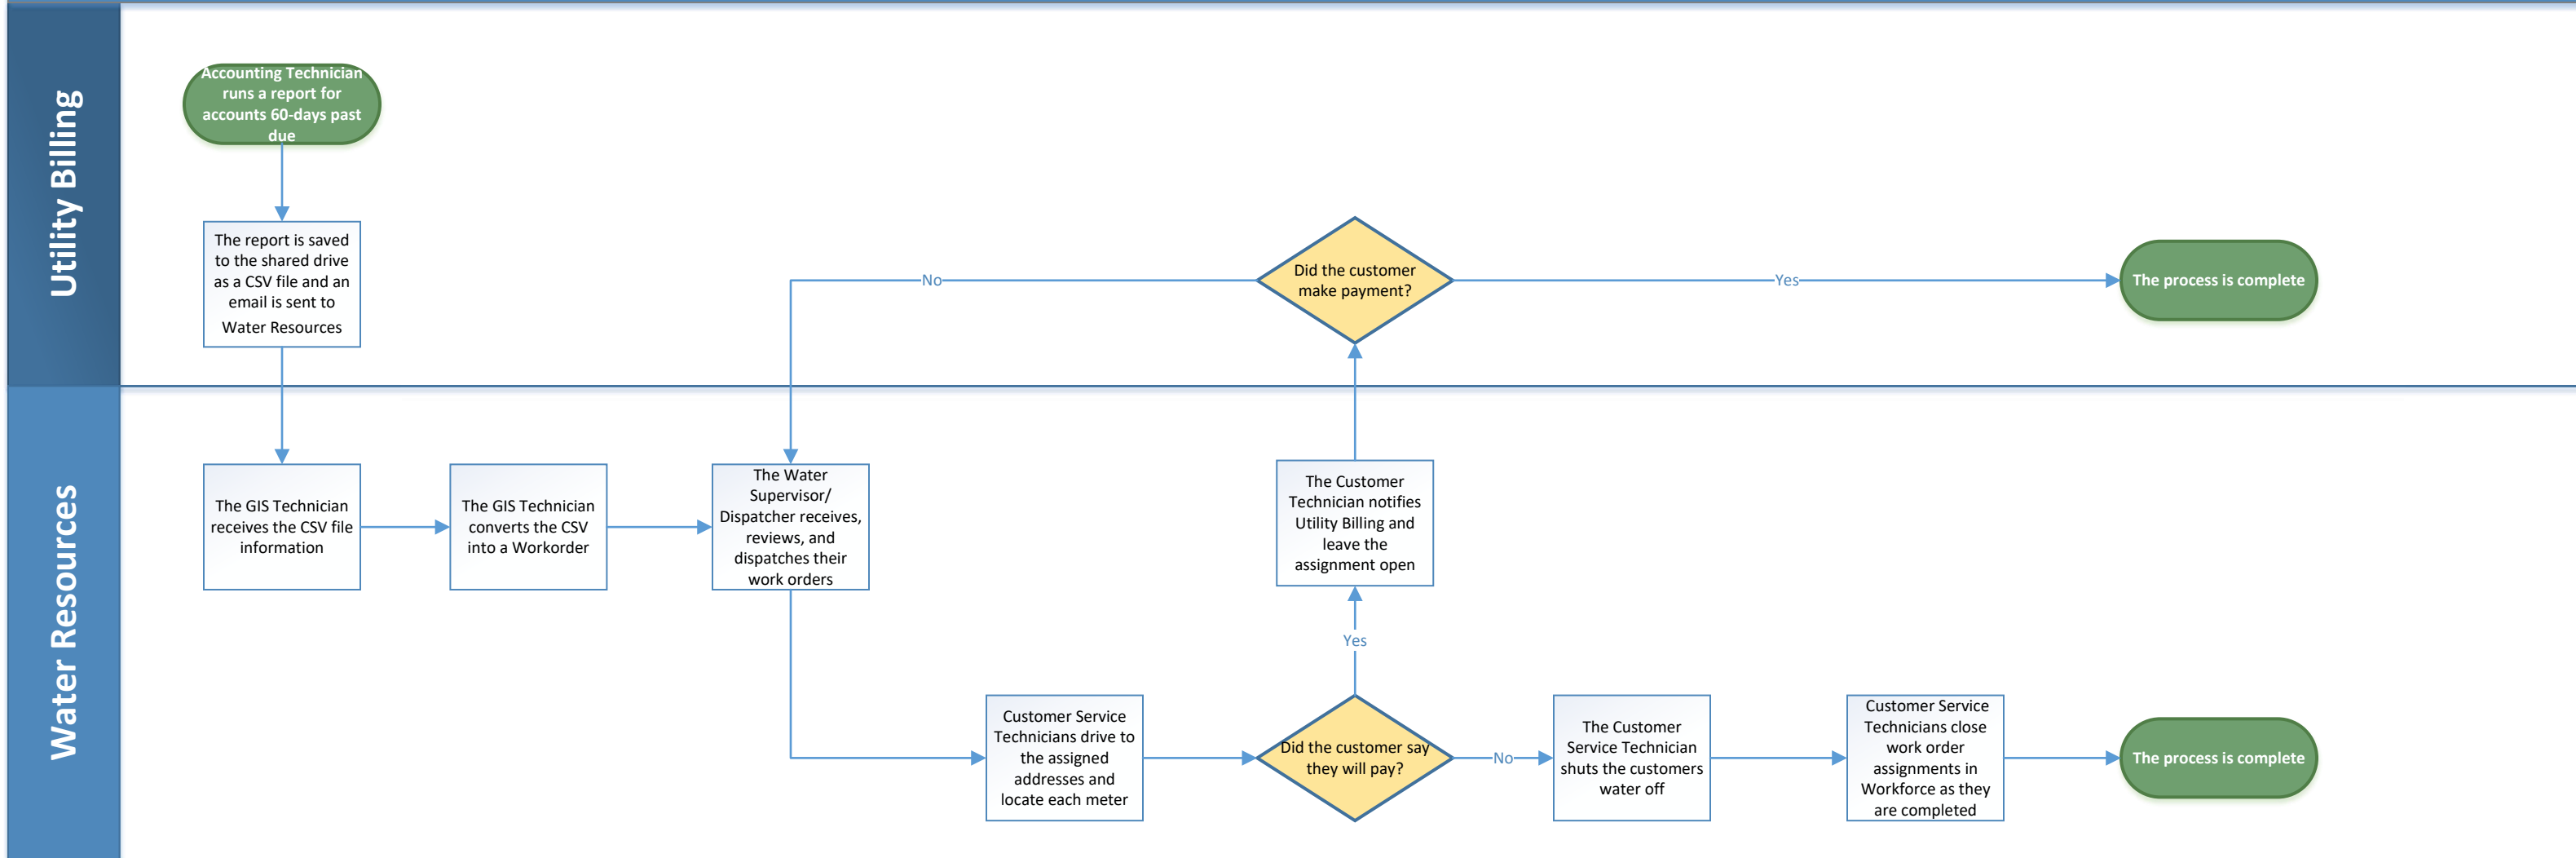 Utility Billing
Accounting Technician
runs a report for
accounts 60-days past
due
The report is saved
to the shared drive
as a CSV file and an
email is sent to
Water Resources
No
Did the customer
make payment?
Yes
The process is complete
Water Resources
The GIS Technician
receives the CSV file
information
The GIS Technician
converts the CSV
into a Workorder
The Water
Supervisor/
Dispatcher receives,
reviews, and
dispatches their
work orders
The Customer
Technician notifies
Utility Billing and
leave the
assignment open
Yes
Customer Service
Technicians drive to
the assigned
addresses and
locate each meter
Did the customer say
they will pay?
No
The Customer
Service Technician
shuts the customers
water off
Customer Service
Technicians close
work order
assignments in
Workforce as they
are completed
The process is complete